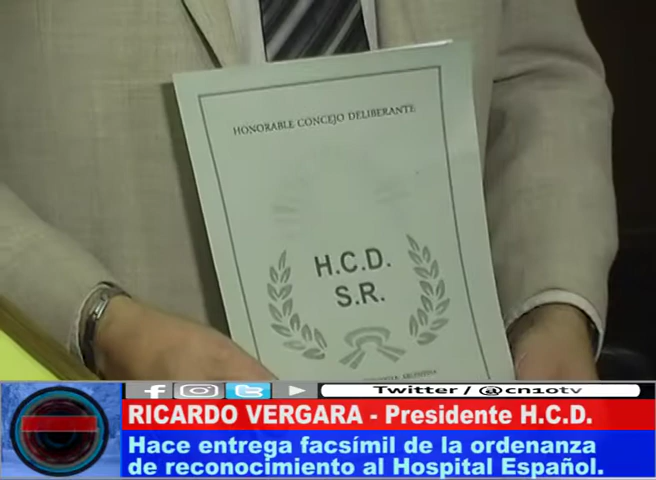 HONORABLE CONCEJO DELIBERANTE
H.C.D.
S.R.
Twitter / @cn10tv
RICARDO VERGARA - Presidente H.C.D.
Hace entrega facsímil de la ordenanza
de reconocimiento al Hospital Español.